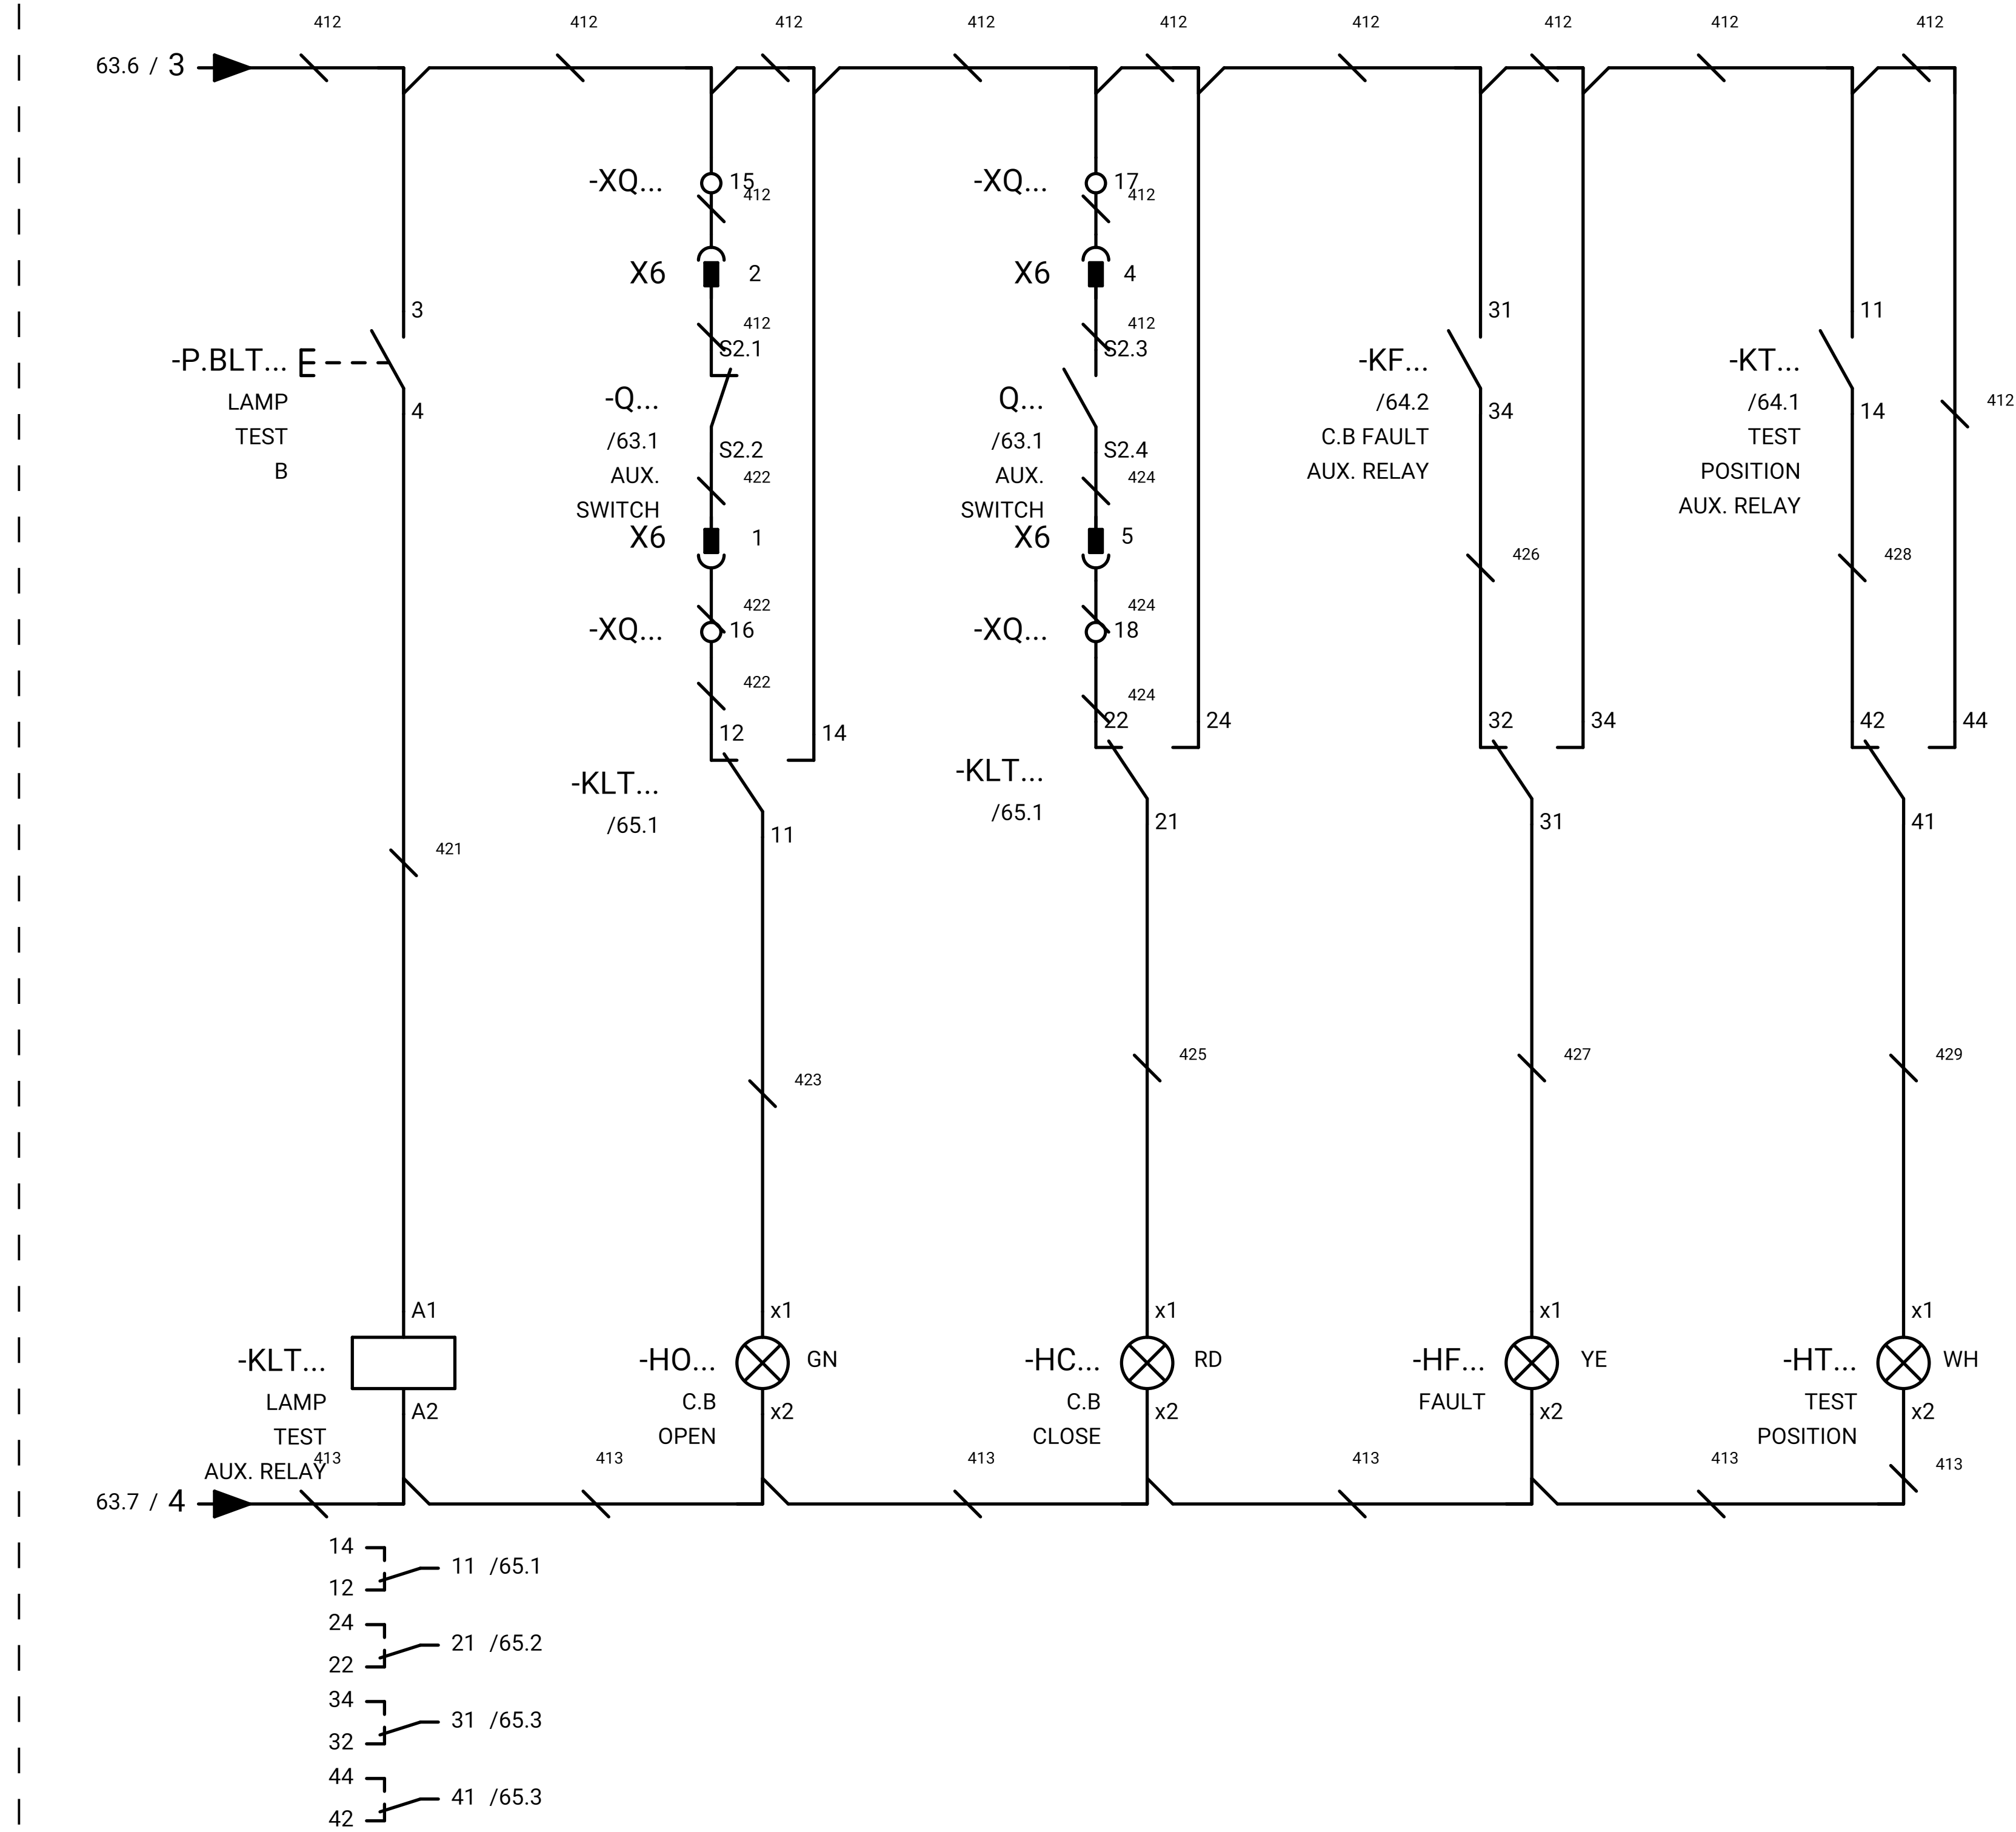 412 412 412 412 412 412 412 412 412
63.6 / 3
-XQ... 15 -XQ... 17
412 412
X6 2 X6 4
3 31 11
412 412
S2.1 S2.3
-P.BLT... -KF... -KT...
LAMP -Q... Q... /64.2 /64.1 412
4 34 14
TEST /63.1 /63.1 C.B FAULT TEST
S2.2 S2.4
B AUX. 422 AUX. 424 AUX. RELAY POSITION
SWITCH SWITCH AUX. RELAY
X6 1 X6 5
426 428
422 424
-XQ... 16 -XQ... 18
422 424
12 14 22 24 32 34 42 44
-KLT... -KLT...
/65.1 /65.1
11 21 31 41
421
425 427 429
423
A1 x1 x1 x1 x1
-KLT... -HO... GN -HC... RD -HF... YE -HT... WH
LAMP C.B C.B FAULT TEST
A2 x2 x2 x2 x2
TEST OPEN CLOSE POSITION
AUX. RELAY 413 413 413 413 413 413
63.7 / 4
14
11 /65.1
12
24
21 /65.2
22
34
31 /65.3
32
44
41 /65.3
42